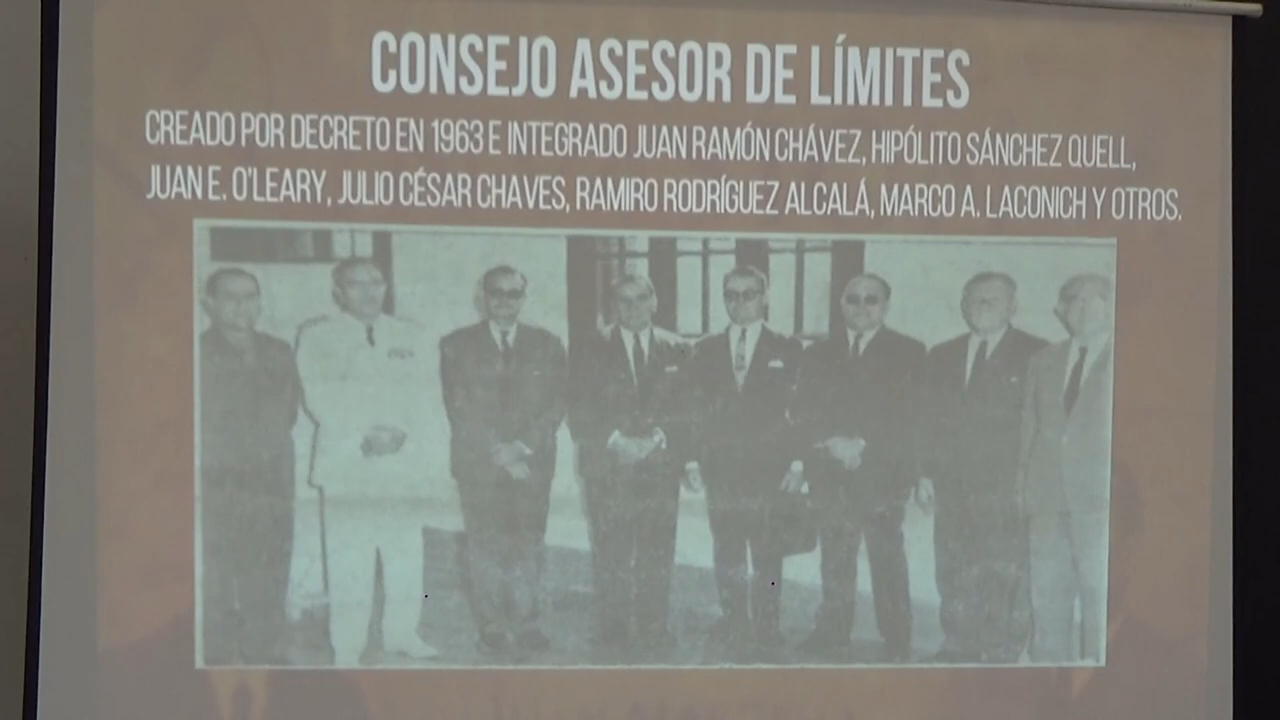 CONSEJO ASESOR DE LÍMITES
CREADO POR DECRETO EN 1963 E INTEGRADO JUAN RAMÓN CHÁVEZ, HIPÓLITO SÁNCHEZ QUELL,
JUAN E. O'LEARY, JULIO CÉSAR CHAVES, RAMIRO RODRÍGUEZ ALCALÁ, MARCO A. LACONICH Y OTROS.